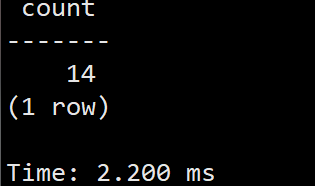 count
-------
14
(1 row)
Time: 2.200 ms